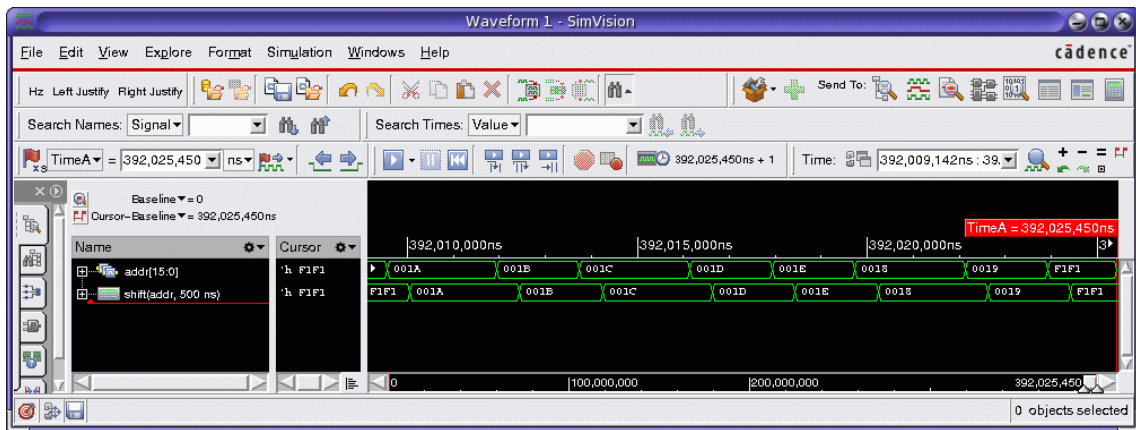 Waveform 1 - SimVision
File Edit View Explore Format Simulation Windows Help cādence
Hz Left Justify Right Justify Send To:
Search Names: Signal Search Times: Value
TimeA = 392,025,450 ns 392,025,450ns + 1 Time: 392,009,142ns : 39.
Baseline = 0
Cursor-Baseline = 392,025,450ns
TimeA = 392,025,450ns
Name Cursor 392,010,000ns 392,015,000ns 392,020,000ns 3
addr[15:0] 'h F1F1 001A 001B 001C 001D 001E 0018 0019 F1F1
shift(addr, 500 ns) 'h F1F1 F1F1 001A 001B 001C 001D 001E 0018 0019 F1F1
0 100,000,000 200,000,000 392,025,450
0 objects selected